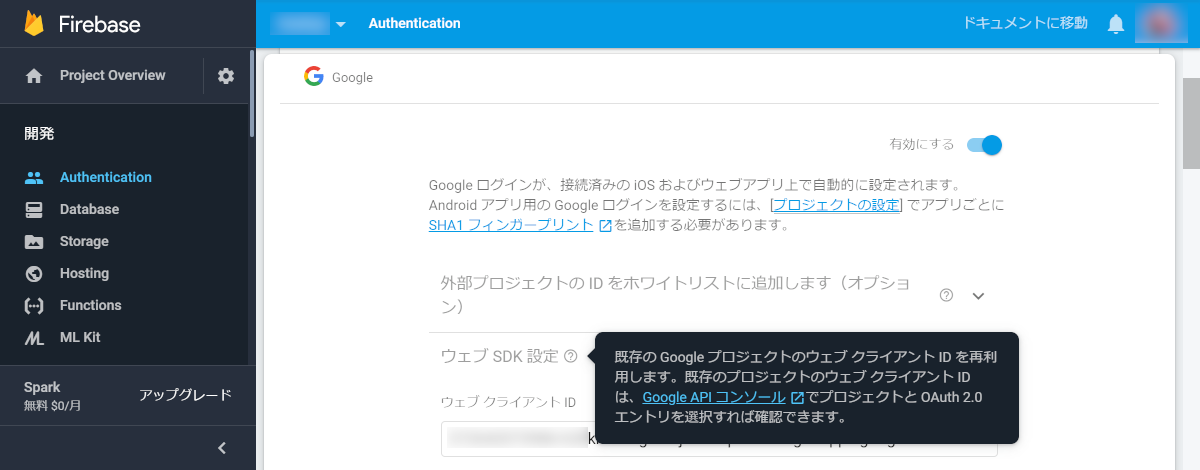 Firebase
Authentication
ドキュメントに移動
Project Overview
Google
開発
有効にする
Authentication
Google ログインが、接続済みの iOS およびウェブアプリ上で自動的に設定されます。
Android アプリ用の Google ログインを設定するには、[プロジェクトの設定] でアプリごとに
SHA1 フィンガープリント を追加する必要があります。
Database
Storage
Hosting
外部プロジェクトの ID をホワイトリストに追加します（オプショ
ン）
Functions
ML Kit
ウェブ SDK 設定
既存の Google プロジェクトのウェブ クライアント ID を再利
用します。既存のプロジェクトのウェブ クライアント ID
は、Google API コンソール でプロジェクトと OAuth 2.0
エントリを選択すれば確認できます。
Spark
無料 $0/月
アップグレード
ウェブ クライアント ID